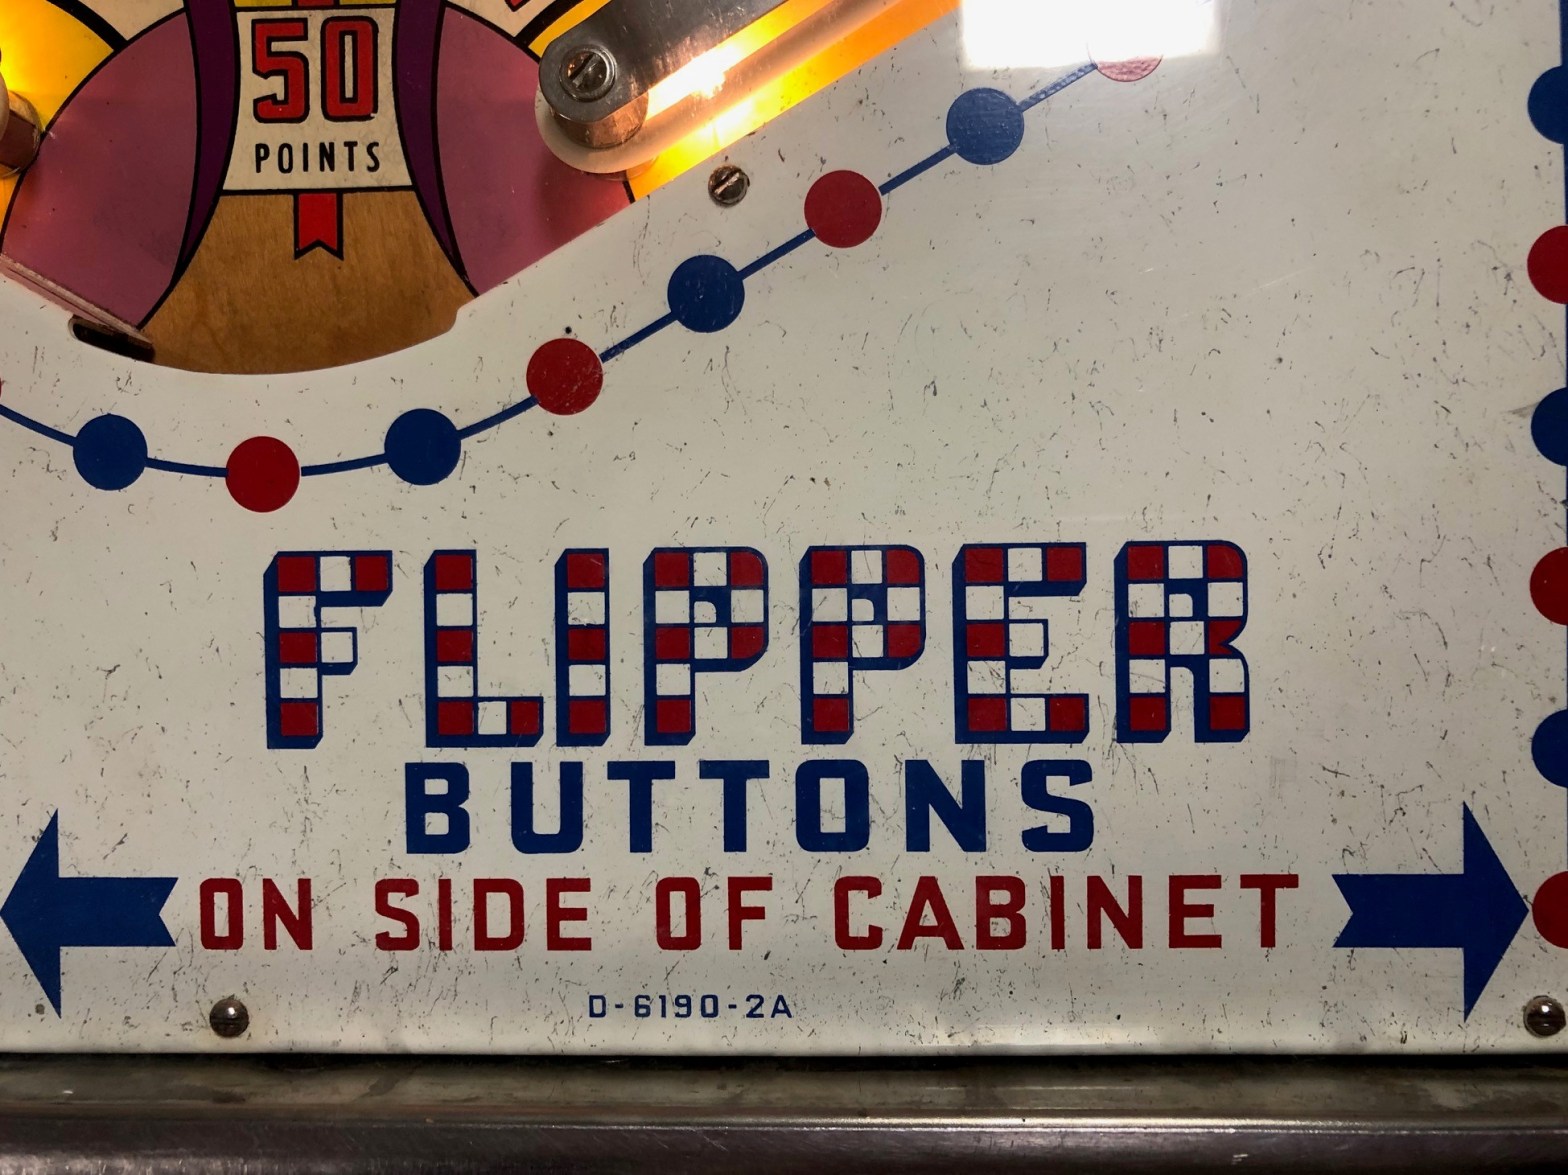 50
POINTS
FLIPPER
BUTTONS
ON SIDE OF CABINET
D-6190-2A